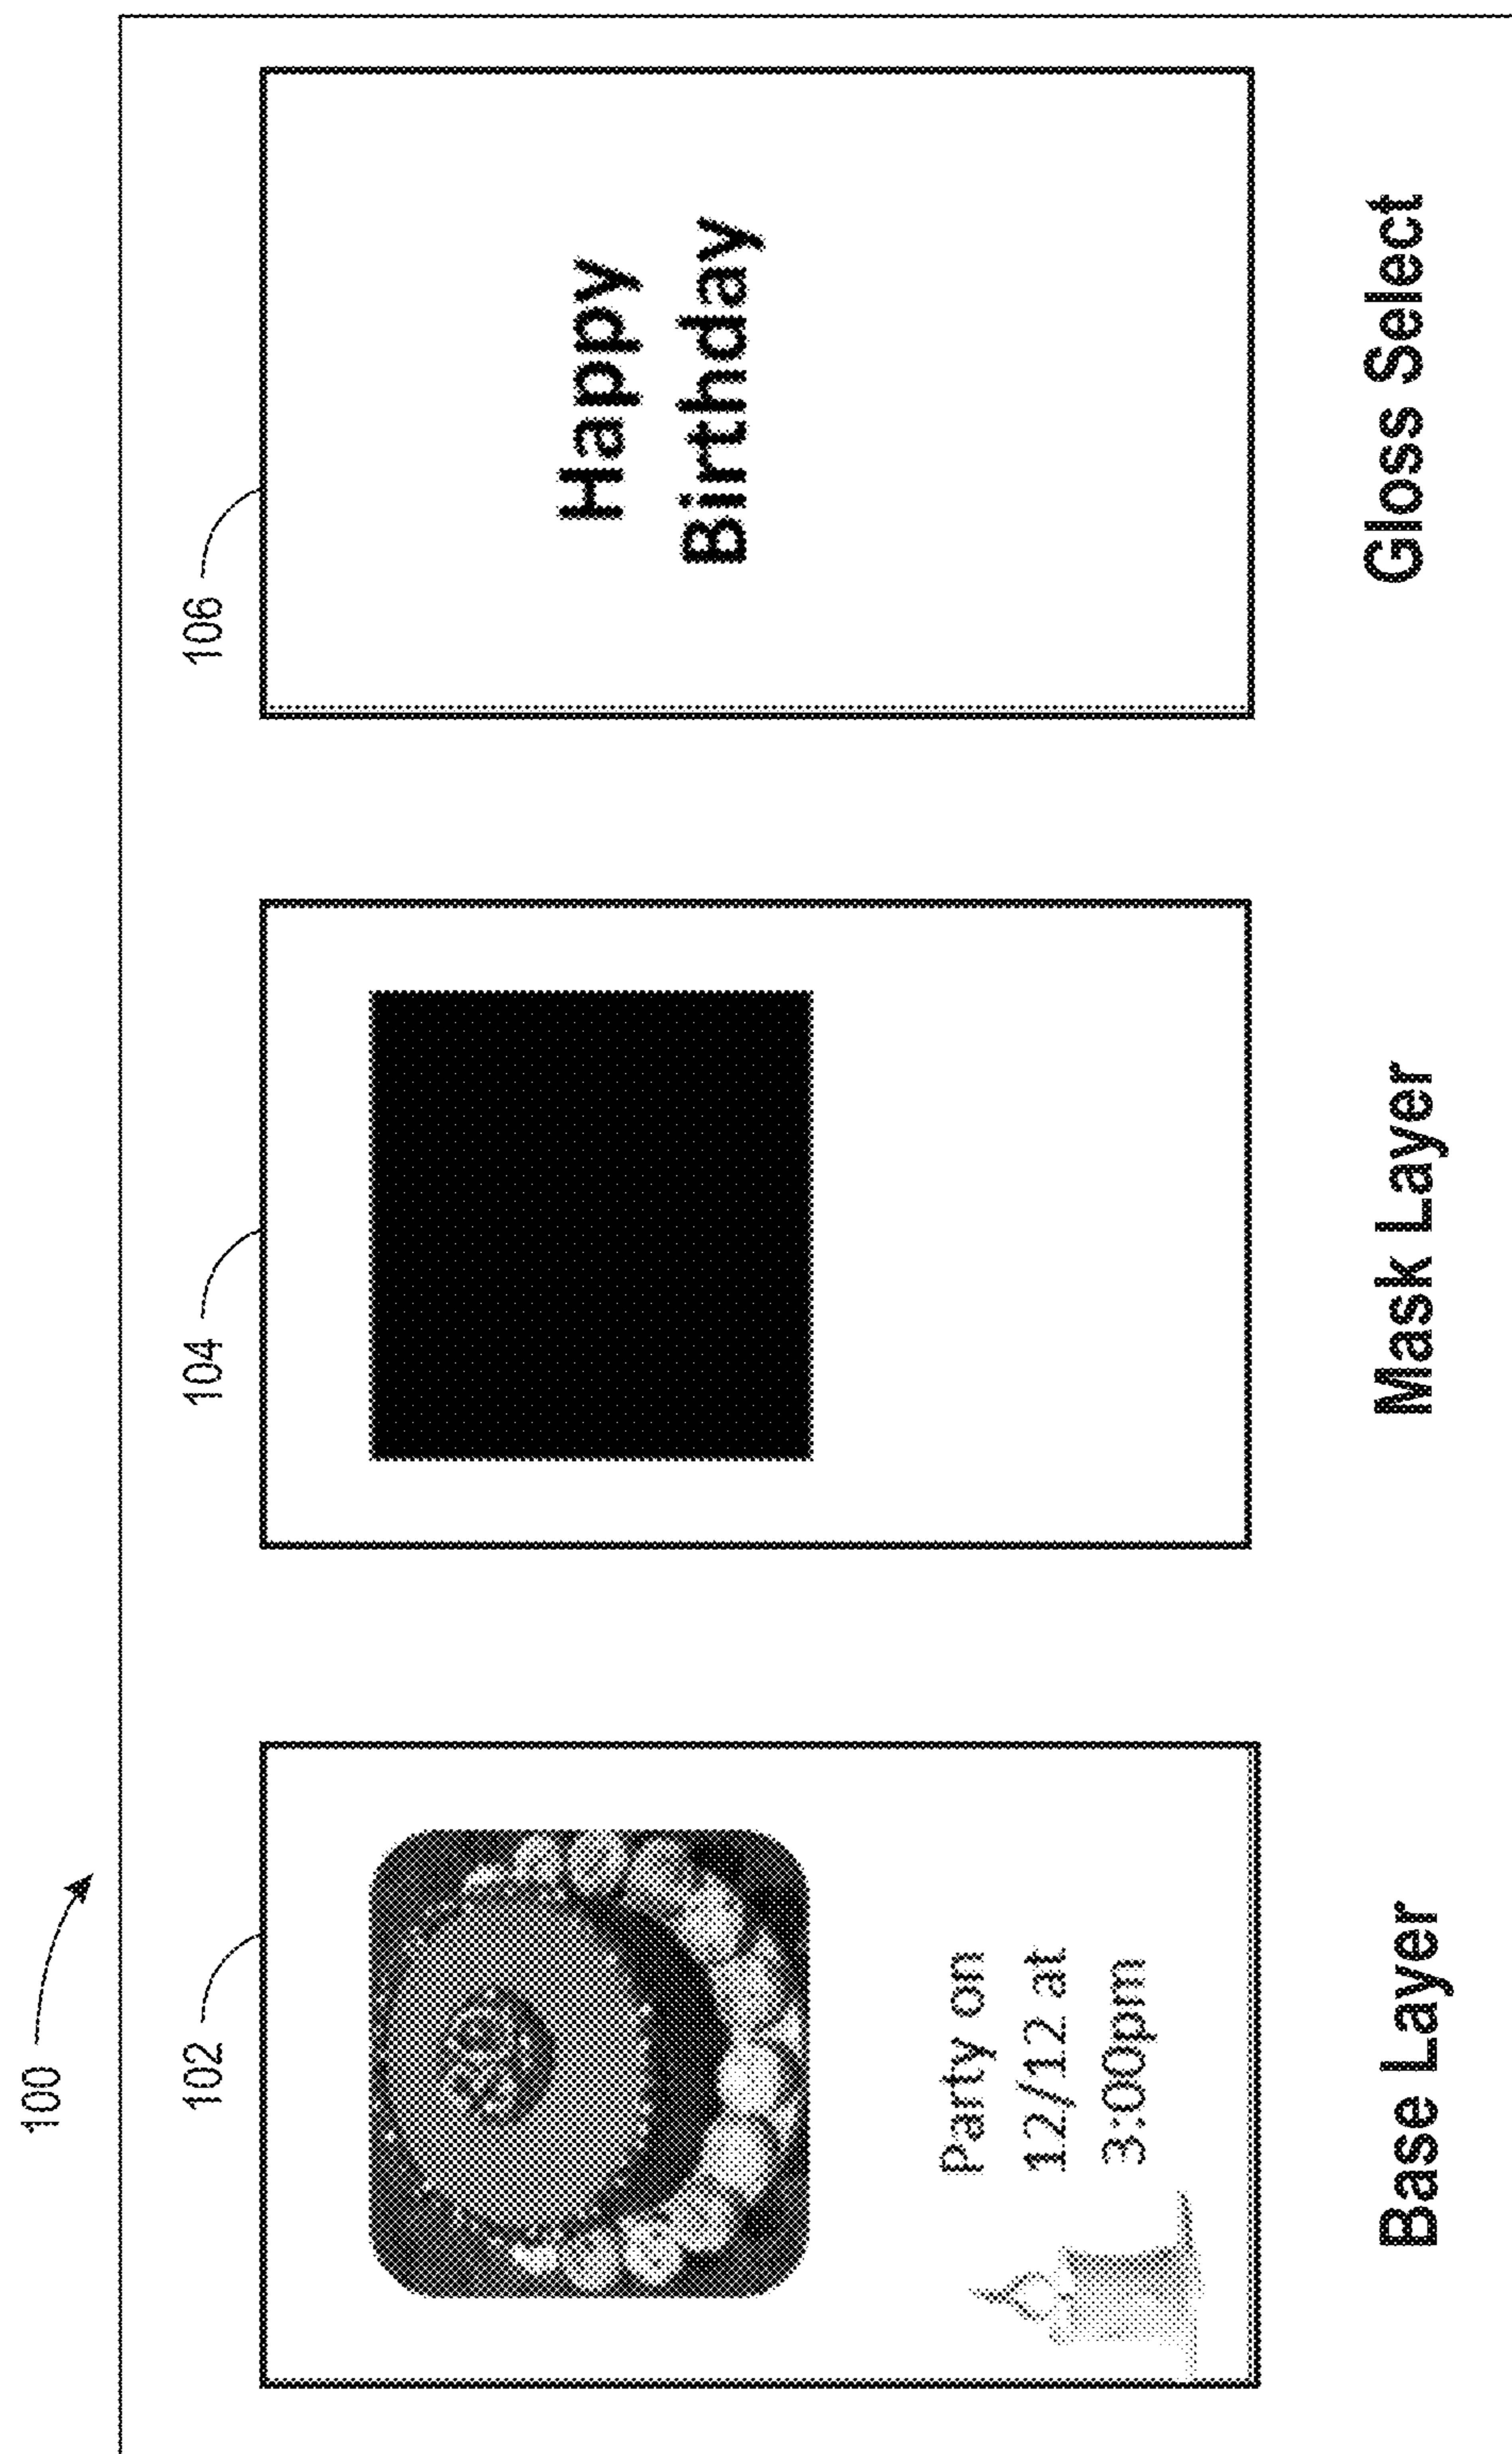 100
102
Party on
12/12 at
3:00pm
Base Layer
104
Mask Layer
106
Happy
Birthday
Gloss Select